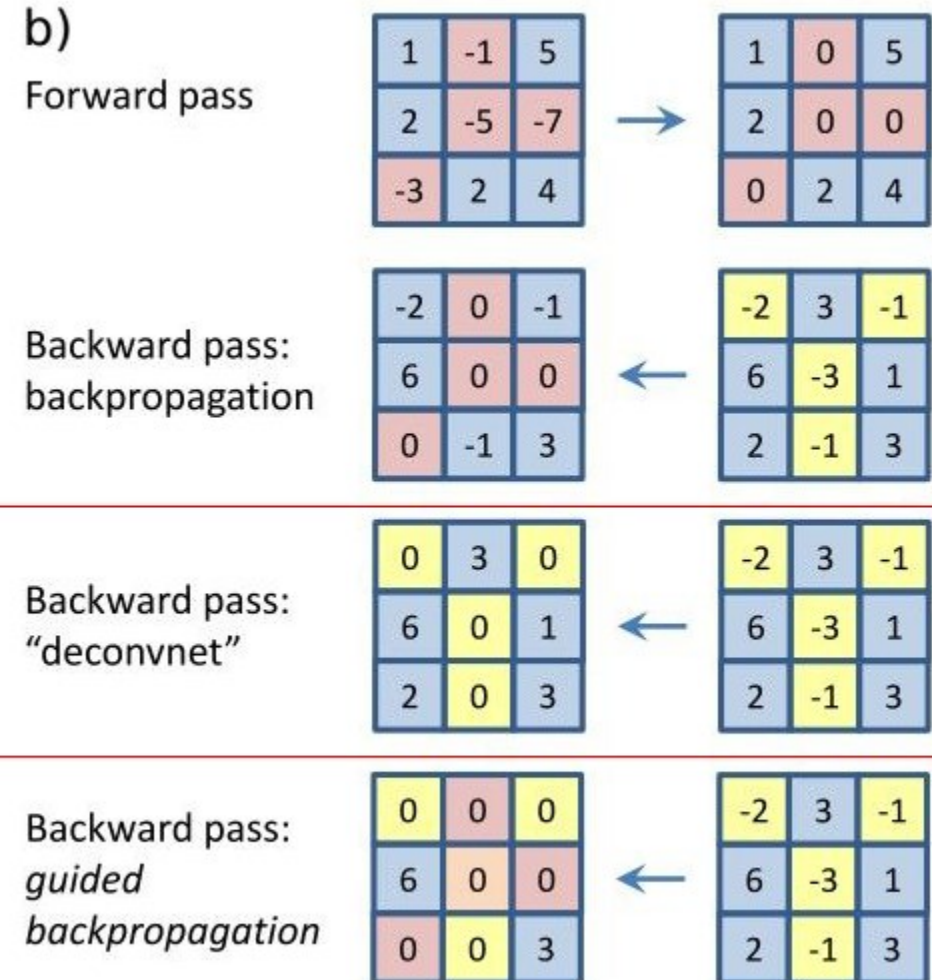 b)
Forward pass
1 -1 5 1 0 5
2 -5 -7 2 0 0
-3 2 4 0 2 4
Backward pass:
backpropagation
-2 0 -1 -2 3 -1
6 0 0 6 -3 1
0 -1 3 2 -1 3
Backward pass:
“deconvnet”
0 3 0 -2 3 -1
6 0 1 6 -3 1
2 0 3 2 -1 3
Backward pass:
guided
backpropagation
0 0 0 -2 3 -1
6 0 0 6 -3 1
0 0 3 2 -1 3